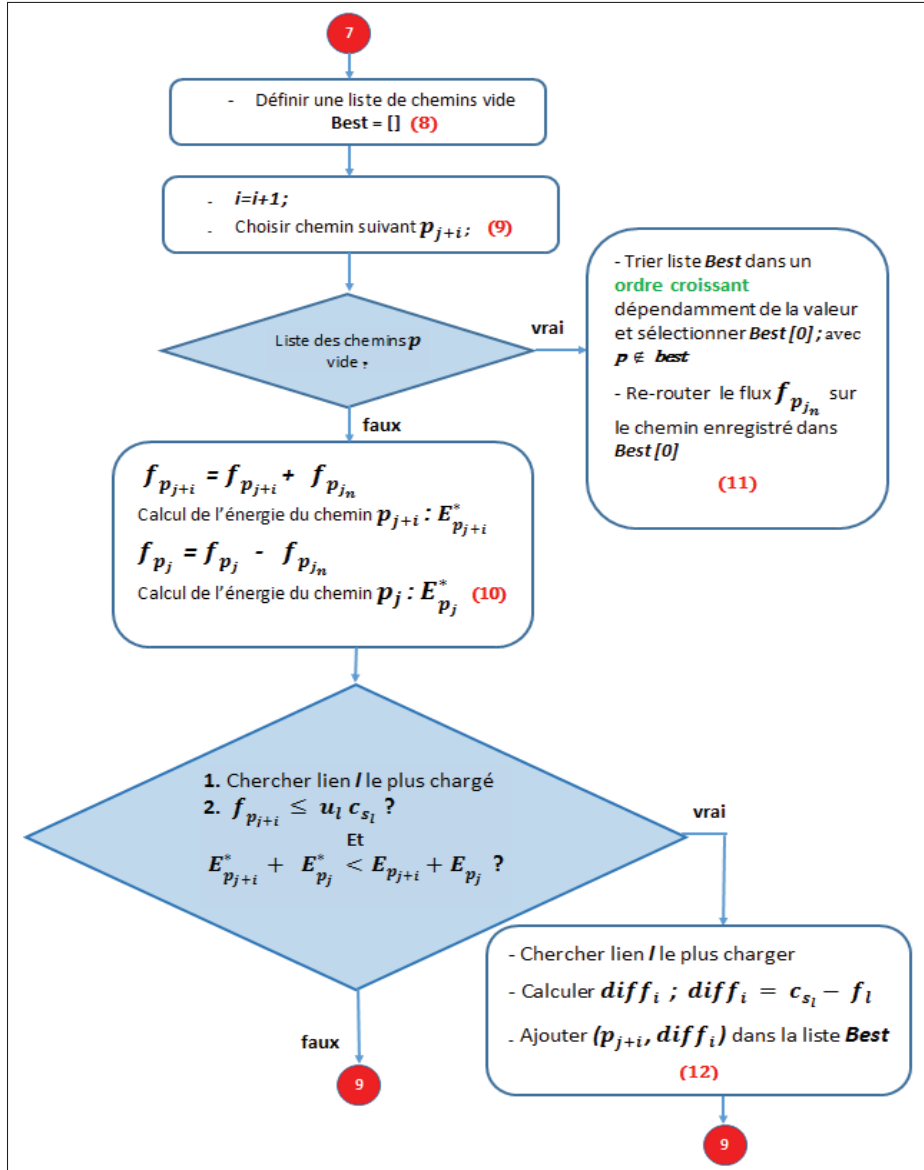 7
- Définir une liste de chemins vide
Best = [] (8)
- i=i+1;
- Choisir chemin suivant p_{j+i}; (9)
Liste des chemins p
vide ?
vrai
- Trier liste Best dans un
ordre croissant
dépendamment de la valeur
et sélectionner Best [0]; avec
p ∉ best
- Re-router le flux f_{p_{j_n}} sur
le chemin enregistré dans
Best [0]
(11)
faux
f_{p_{j+i}} = f_{p_{j+i}} + f_{p_{j_n}}
Calcul de l'énergie du chemin p_{j+i} : E^*_{p_{j+i}}
f_{p_j} = f_{p_j} - f_{p_{j_n}}
Calcul de l'énergie du chemin p_j : E^*_{p_j} (10)
1. Chercher lien l le plus chargé
2. f_{p_{j+i}} ≤ u_l c_{s_l} ?
Et
E^*_{p_{j+i}} + E^*_{p_j} < E_{p_{j+i}} + E_{p_j} ?
vrai
- Chercher lien l le plus charger
- Calculer diff_i ; diff_i = c_{s_l} − f_l
- Ajouter (p_{j+i}, diff_i) dans la liste Best
(12)
faux
9
9